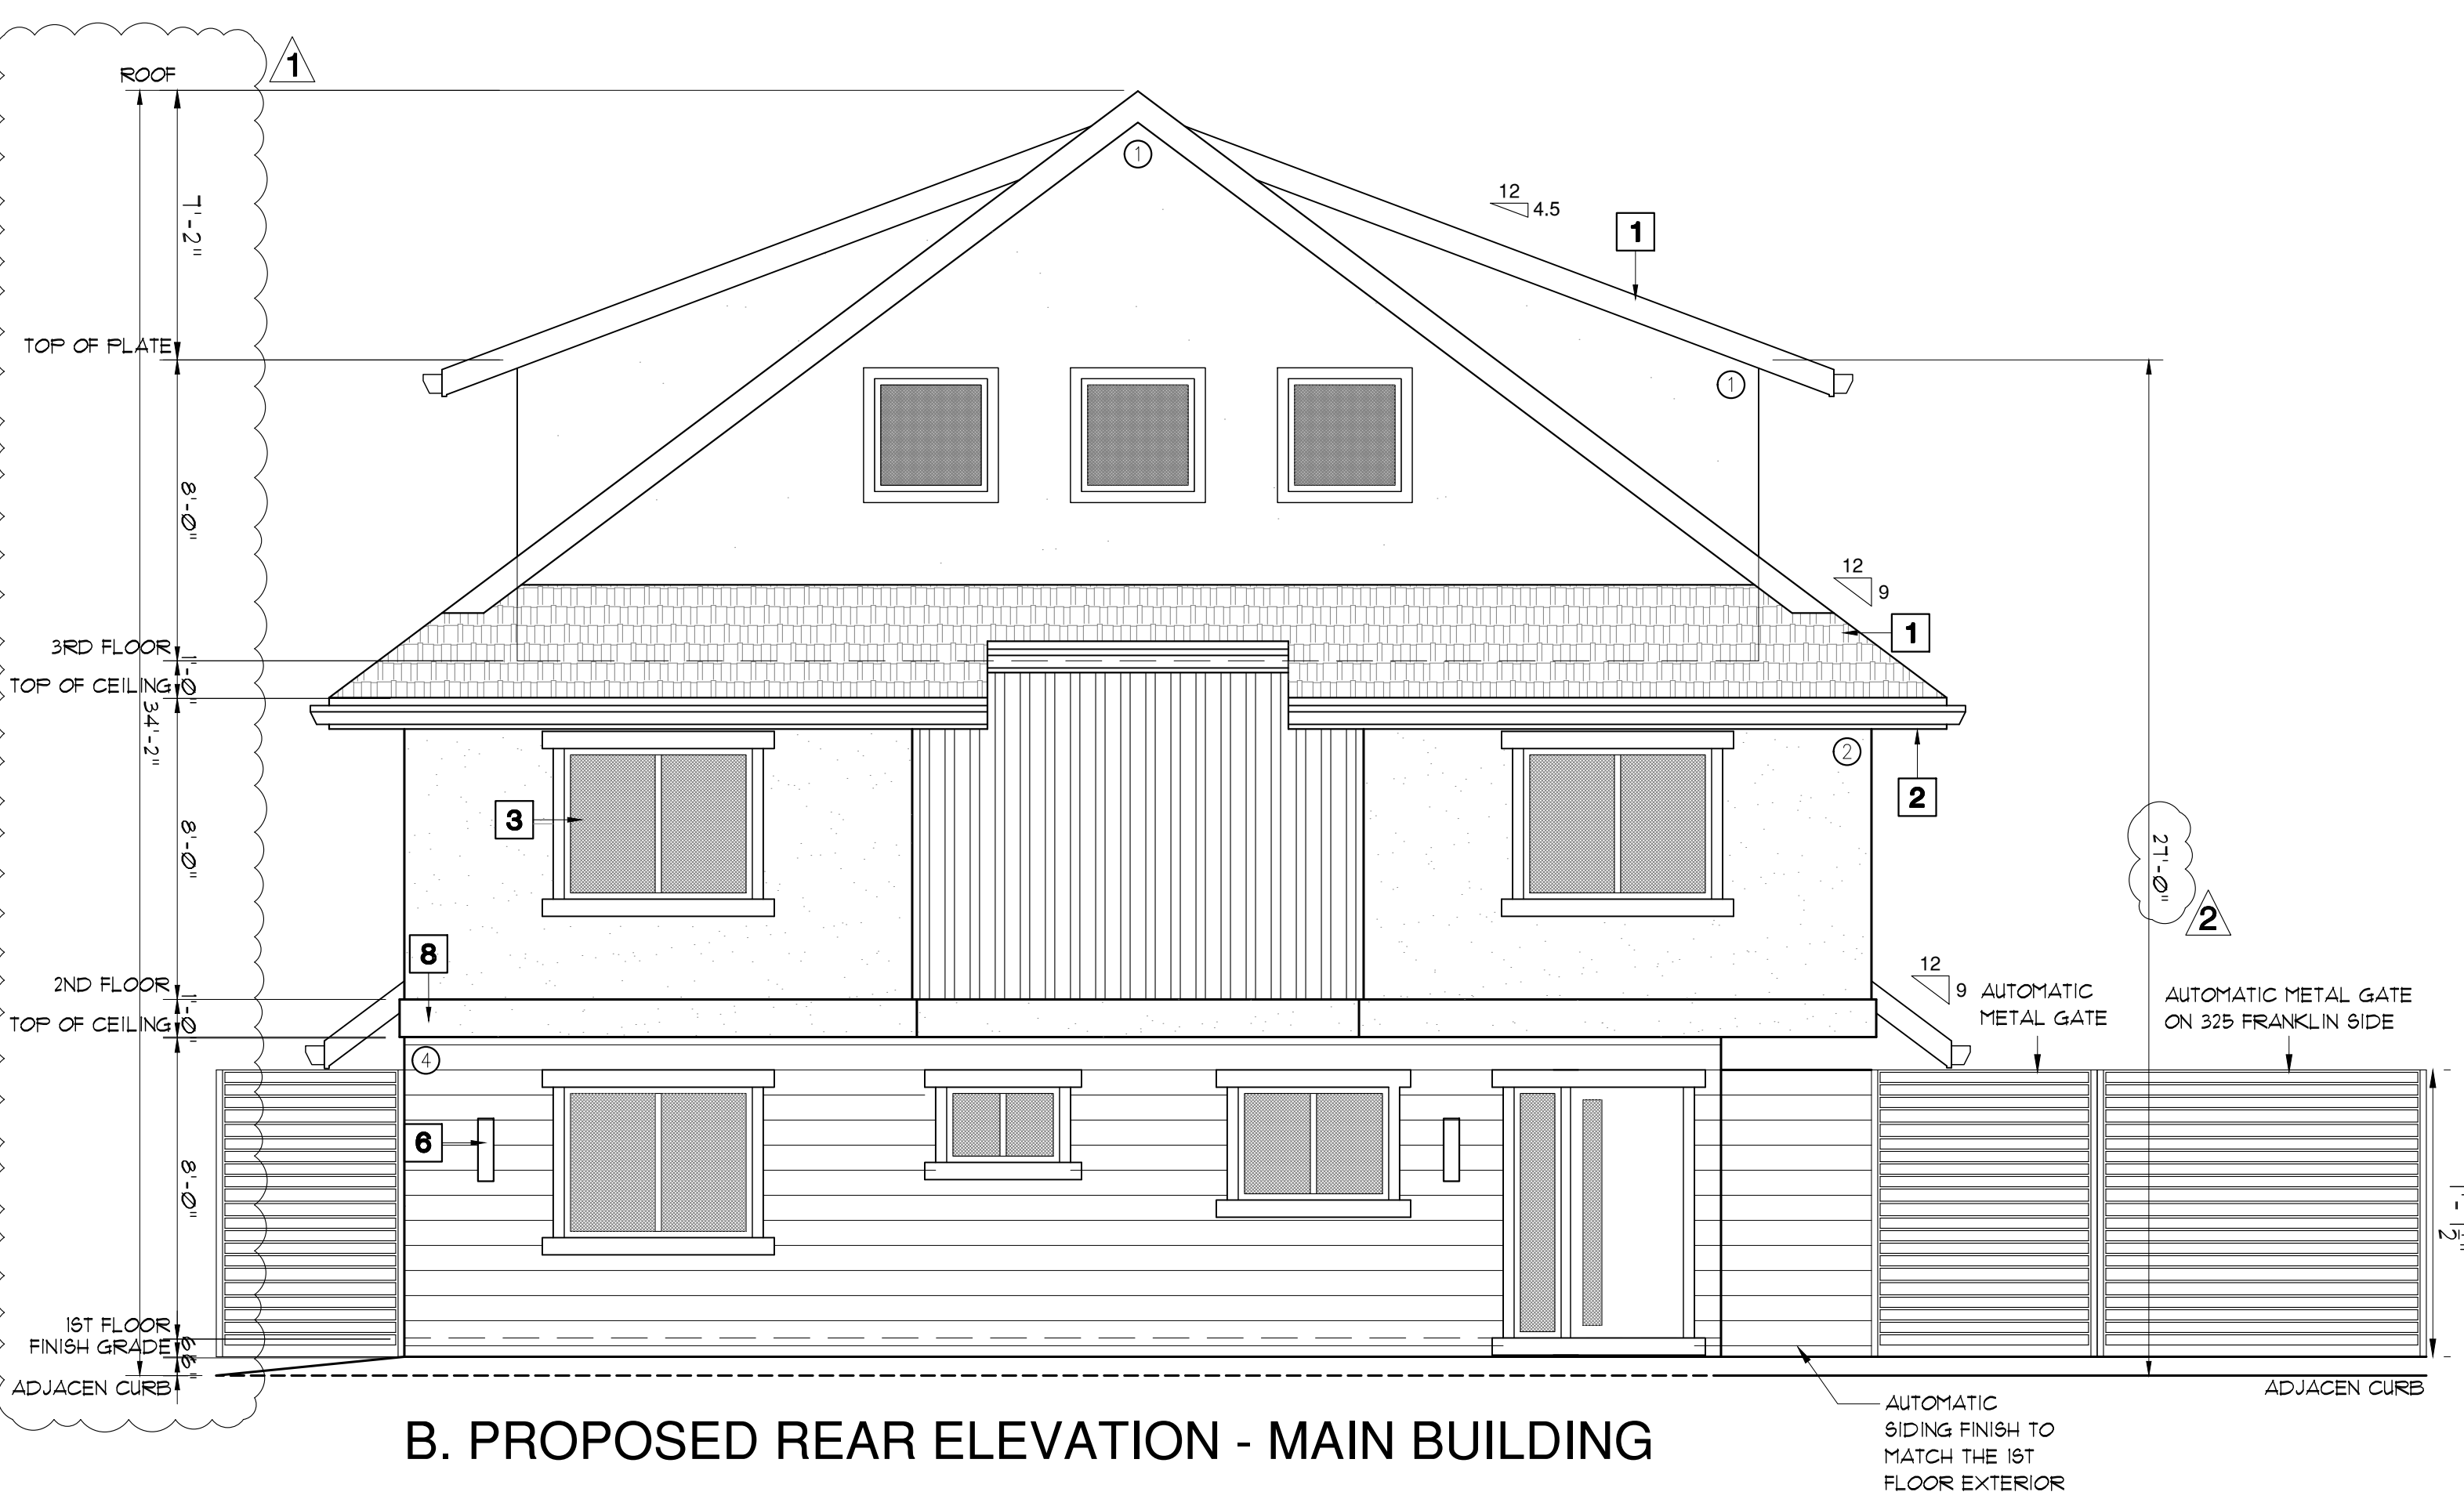 ROOF
1
7'-2"
1
12
4.5
1
TOP OF PLATE
1
8'-0"
12
9
1
3RD FLOOR
1'-0"
TOP OF CEILING
34'-2"
2
3
2
8'-0"
27'-0"
2
8
2ND FLOOR
1'-0"
TOP OF CEILING
12
9
AUTOMATIC
METAL GATE
AUTOMATIC METAL GATE
ON 325 FRANKLIN SIDE
4
6
8'-0"
1ST FLOOR
FINISH GRADE
6"
6"
ADJACEN CURB
ADJACEN CURB
AUTOMATIC
SIDING FINISH TO
MATCH THE 1ST
FLOOR EXTERIOR
B. PROPOSED REAR ELEVATION - MAIN BUILDING